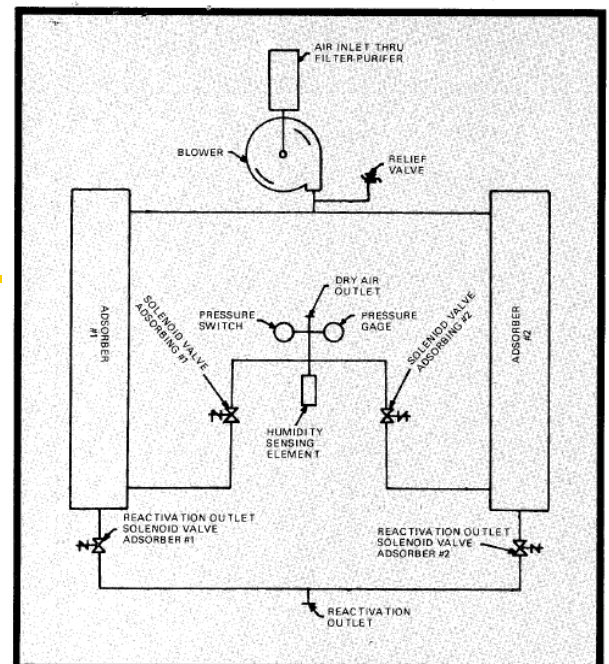 AIR INLET THRU
FILTER-PURIFER
BLOWER
RELIEF
VALVE
DRY AIR
OUTLET
PRESSURE
SWITCH
PRESSURE
GAGE
SOLENOID VALVE
ADSORBING #1
SOLENIOD VALVE
ADSORBING #2
ADSORBER
#1
ADSORBER
#2
HUMIDITY
SENSING
ELEMENT
REACTIVATION OUTLET
SOLENOID VALVE
ADSORBER #1
REACTIVATION OUTLET
SOLENOID VALVE
ADSORBER #2
REACTIVATION
OUTLET